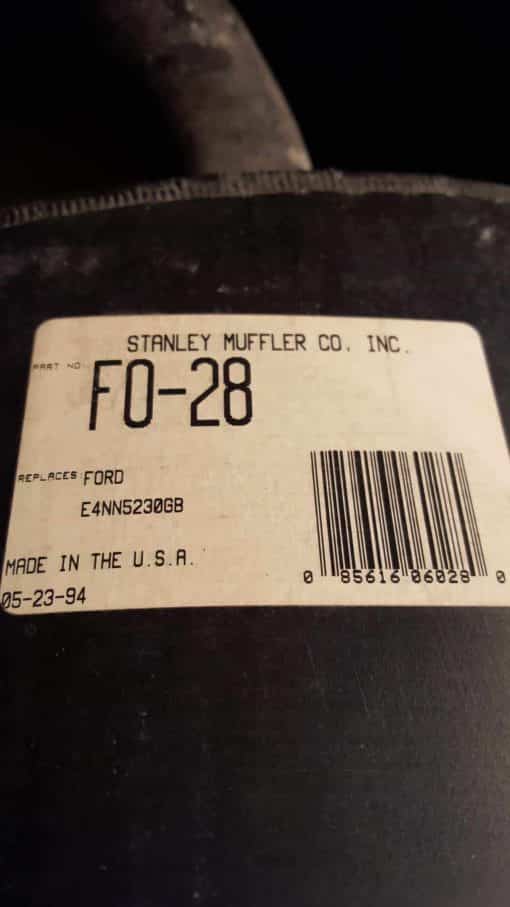 STANLEY MUFFLER CO. INC.
PART NO. FO-28
REPLACES: FORD
E4NN5230GB
MADE IN THE U.S.A.
05-23-94
0 85616 06028 0